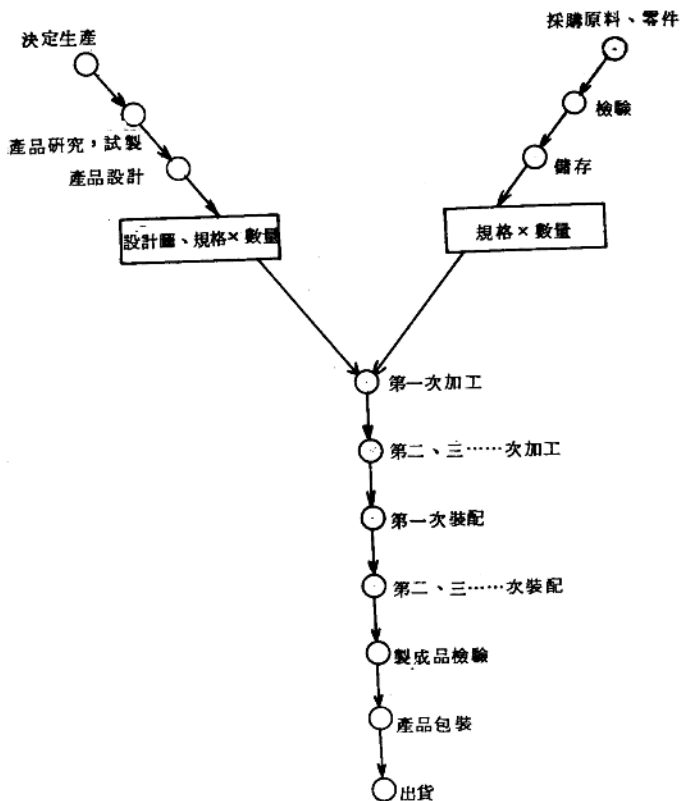 決定生產
產品研究，試製
產品設計
設計圖、規格×數量
採購原料、零件
檢驗
儲存
規格×數量
第一次加工
第二、三……次加工
第一次裝配
第二、三……次裝配
製成品檢驗
產品包裝
出貨